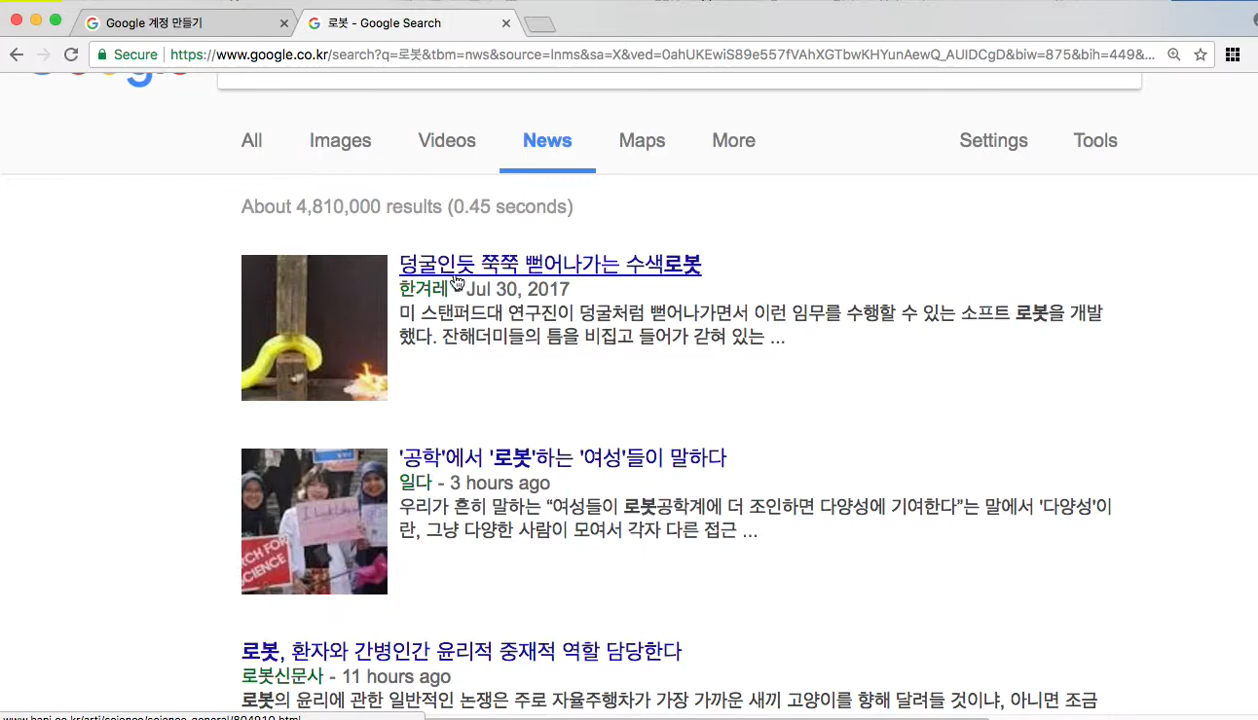 Google 계정 만들기
로봇 - Google Search
Secure
https://www.google.co.kr/search?q=로봇&tbm=nws&source=lnms&sa=X&ved=0ahUKEwiS89e557fVAhXGTbwKHYunAewQ_AUIDCgD&biw=875&bih=449&...
All Images Videos News Maps More Settings Tools
About 4,810,000 results (0.45 seconds)
덩굴인듯 쭉쭉 뻗어나가는 수색로봇
한겨레 Jul 30, 2017
미 스탠퍼드대 연구진이 덩굴처럼 뻗어나가면서 이런 임무를 수행할 수 있는 소프트 로봇을 개발
했다. 잔해더미들의 틈을 비집고 들어가 갇혀 있는 ...
'공학'에서 '로봇'하는 '여성'들이 말하다
일다 - 3 hours ago
우리가 흔히 말하는 “여성들이 로봇공학계에 더 조인하면 다양성에 기여한다”는 말에서 '다양성'이
란, 그냥 다양한 사람이 모여서 각자 다른 접근 ...
RCH FOR
SCIENCE
로봇, 환자와 간병인간 윤리적 중재적 역할 담당한다
로봇신문사 - 11 hours ago
로봇의 윤리에 관한 일반적인 논쟁은 주로 자율주행차가 가장 가까운 새끼 고양이를 향해 달려들 것이냐, 아니면 조금
www.hani.co.kr/arti/science/science_general/804910.html